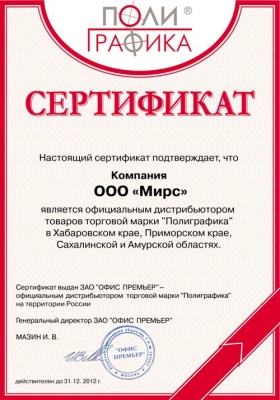 ПОЛИ ®
ГРАФИКА
СЕРТИФИКАТ
Настоящий сертификат подтверждает, что
Компания
ООО «Мирс»
является официальным дистрибьютором
товаров торговой марки "Полиграфика"
в Хабаровском крае, Приморском крае,
Сахалинской и Амурской областях.
Сертификат выдан ЗАО "ОФИС ПРЕМЬЕР"–
официальным дистрибьютором торговой марки "Полиграфика"
на территории России
Генеральный директор ЗАО "ОФИС ПРЕМЬЕР"
МАЗИН И. В.
"ОФИС
ПРЕМЬЕР"
действителен до 31.12. 2012 г.